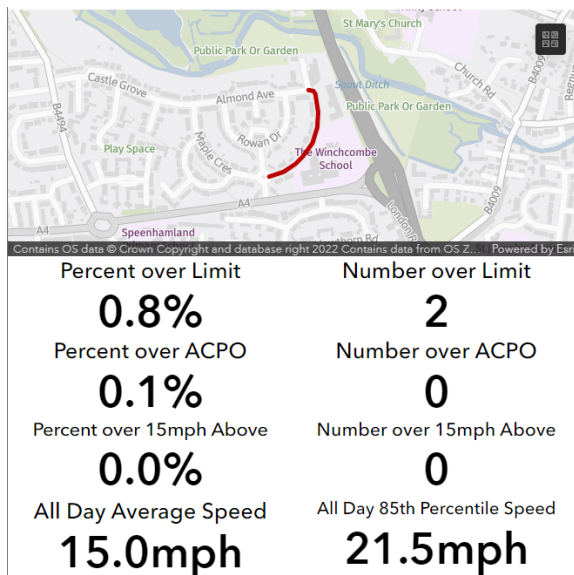 St Mary's Church
Public Park Or Garden
Church Rd
B4009
Castle Grove
Almond Ave
Spout Ditch
Public Park Or Garden
B4494
Rowan Dr
Play Space
Maple Cres
The Winchcombe
School
A4
A4
B4009
Speenhamland
London R
Contains OS data © Crown Copyright and database right 2022 Contains data from OS Z... Powered by Esri
Percent over Limit
Number over Limit
0.8%
2
Percent over ACPO
Number over ACPO
0.1%
0
Percent over 15mph Above
Number over 15mph Above
0.0%
0
All Day Average Speed
All Day 85th Percentile Speed
15.0mph
21.5mph